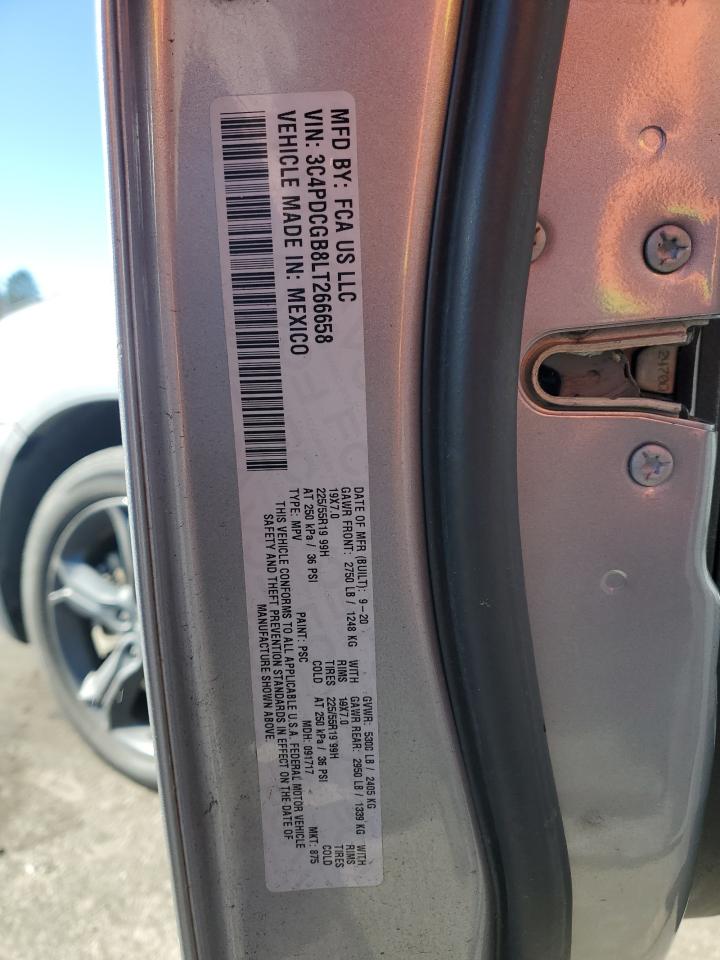 MFD BY: FCA US LLC
VIN: 3C4PDCGB8LT266658
VEHICLE MADE IN: MEXICO
DATE OF MFR (BUILT): 9-20 GVWR: 5300 LB / 2405 KG
GAWR FRONT: 2750 LB / 1248 KG WITH GAWR REAR: 2950 LB / 1339 KG WITH
19X7.0 RIMS 19X7.0 RIMS
225/55R19 99H TIRES 225/55R19 99H TIRES
AT 250 kPa / 36 PSI COLD AT 250 kPa / 36 PSI COLD
TYPE: MPV PAINT: PSC MDH: 091717 MKT: 875
THIS VEHICLE CONFORMS TO ALL APPLICABLE U.S.A. FEDERAL MOTOR VEHICLE
SAFETY AND THEFT PREVENTION STANDARDS IN EFFECT ON THE DATE OF
MANUFACTURE SHOWN ABOVE.